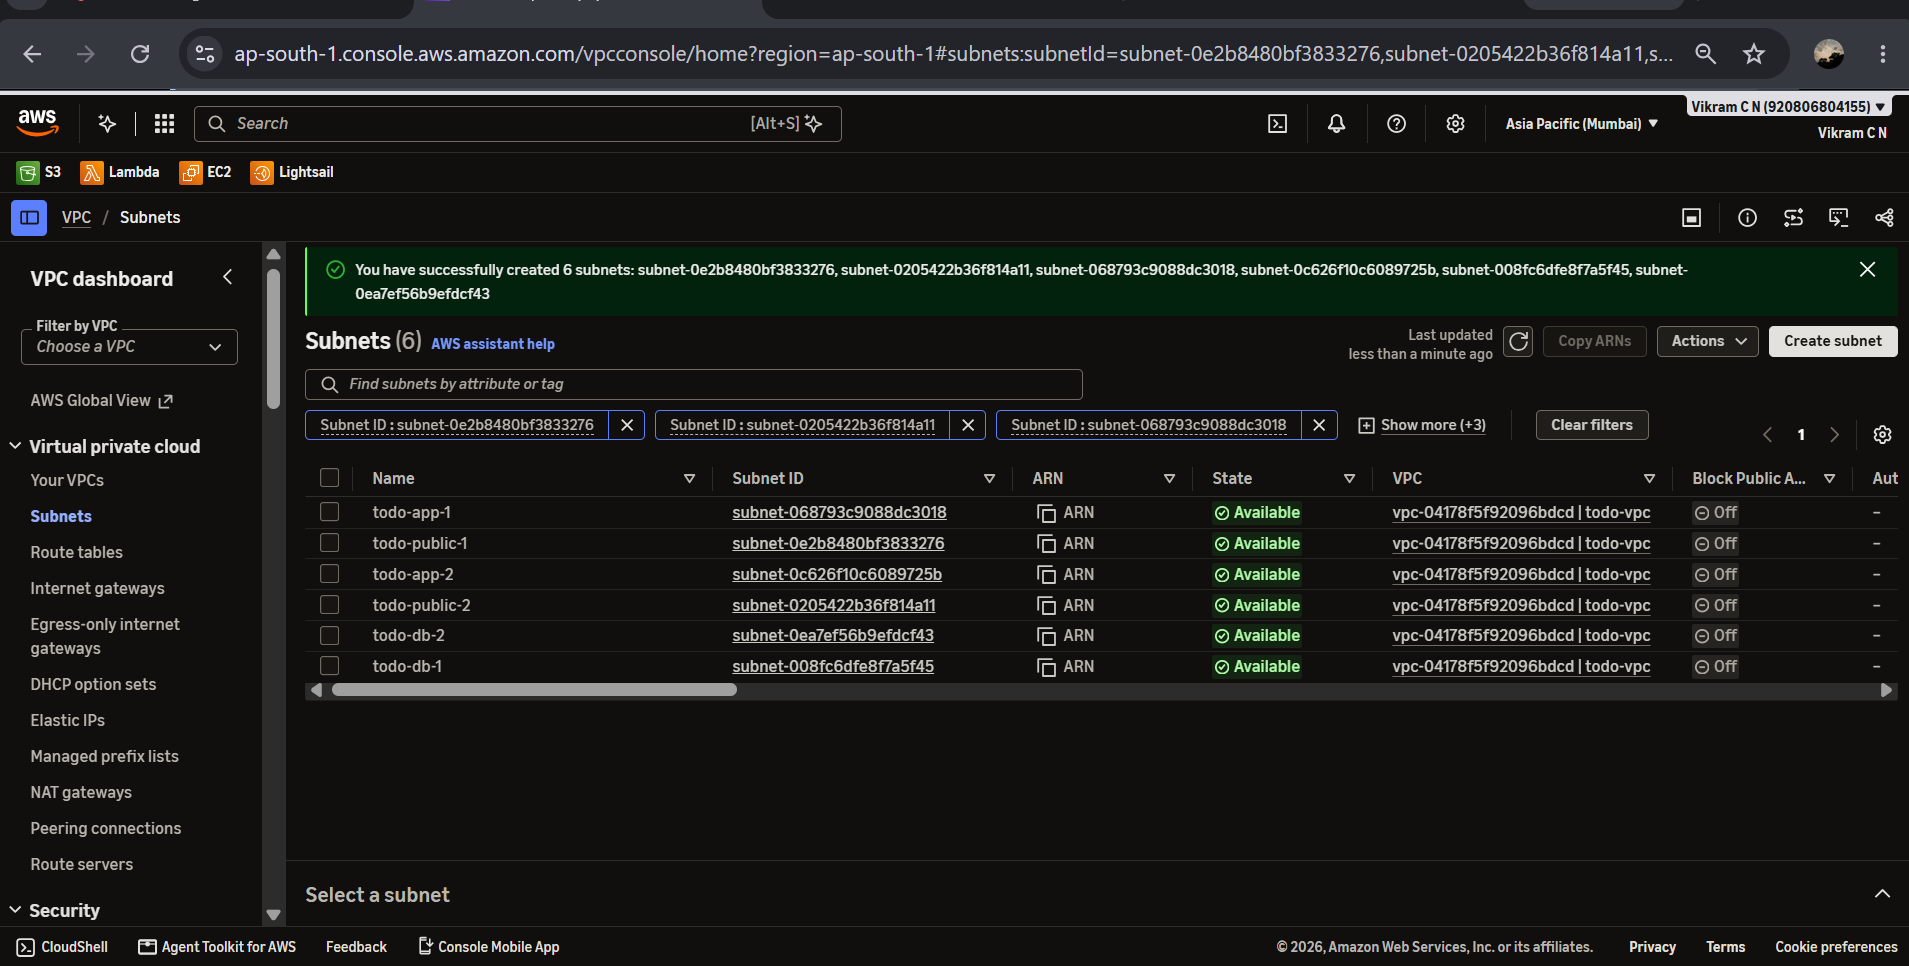 ap-south-1.console.aws.amazon.com/vpcconsole/home?region=ap-south-1#subnets:subnetId=subnet-0e2b8480bf3833276,subnet-0205422b36f814a11,s...
aws
Search
[Alt+S]
Asia Pacific (Mumbai)
Vikram C N (920806804155)
Vikram C N
S3
Lambda
EC2
Lightsail
VPC / Subnets
VPC dashboard
Filter by VPC
Choose a VPC
AWS Global View
Virtual private cloud
Your VPCs
Subnets
Route tables
Internet gateways
Egress-only internet
gateways
DHCP option sets
Elastic IPs
Managed prefix lists
NAT gateways
Peering connections
Route servers
Security
You have successfully created 6 subnets: subnet-0e2b8480bf3833276, subnet-0205422b36f814a11, subnet-068793c9088dc3018, subnet-0c626f10c6089725b, subnet-008fc6dfe8f7a5f45, subnet-
0ea7ef56b9efdcf43
Subnets (6) AWS assistant help
Last updated
less than a minute ago
Copy ARNs
Actions
Create subnet
Find subnets by attribute or tag
Subnet ID : subnet-0e2b8480bf3833276
Subnet ID : subnet-0205422b36f814a11
Subnet ID : subnet-068793c9088dc3018
Show more (+3)
Clear filters
1
Name Subnet ID ARN State VPC Block Public A... Aut
todo-app-1 subnet-068793c9088dc3018 ARN Available vpc-04178f5f92096bdcd | todo-vpc Off –
todo-public-1 subnet-0e2b8480bf3833276 ARN Available vpc-04178f5f92096bdcd | todo-vpc Off –
todo-app-2 subnet-0c626f10c6089725b ARN Available vpc-04178f5f92096bdcd | todo-vpc Off –
todo-public-2 subnet-0205422b36f814a11 ARN Available vpc-04178f5f92096bdcd | todo-vpc Off –
todo-db-2 subnet-0ea7ef56b9efdcf43 ARN Available vpc-04178f5f92096bdcd | todo-vpc Off –
todo-db-1 subnet-008fc6dfe8f7a5f45 ARN Available vpc-04178f5f92096bdcd | todo-vpc Off –
Select a subnet
CloudShell
Agent Toolkit for AWS
Feedback
Console Mobile App
© 2026, Amazon Web Services, Inc. or its affiliates.
Privacy
Terms
Cookie preferences